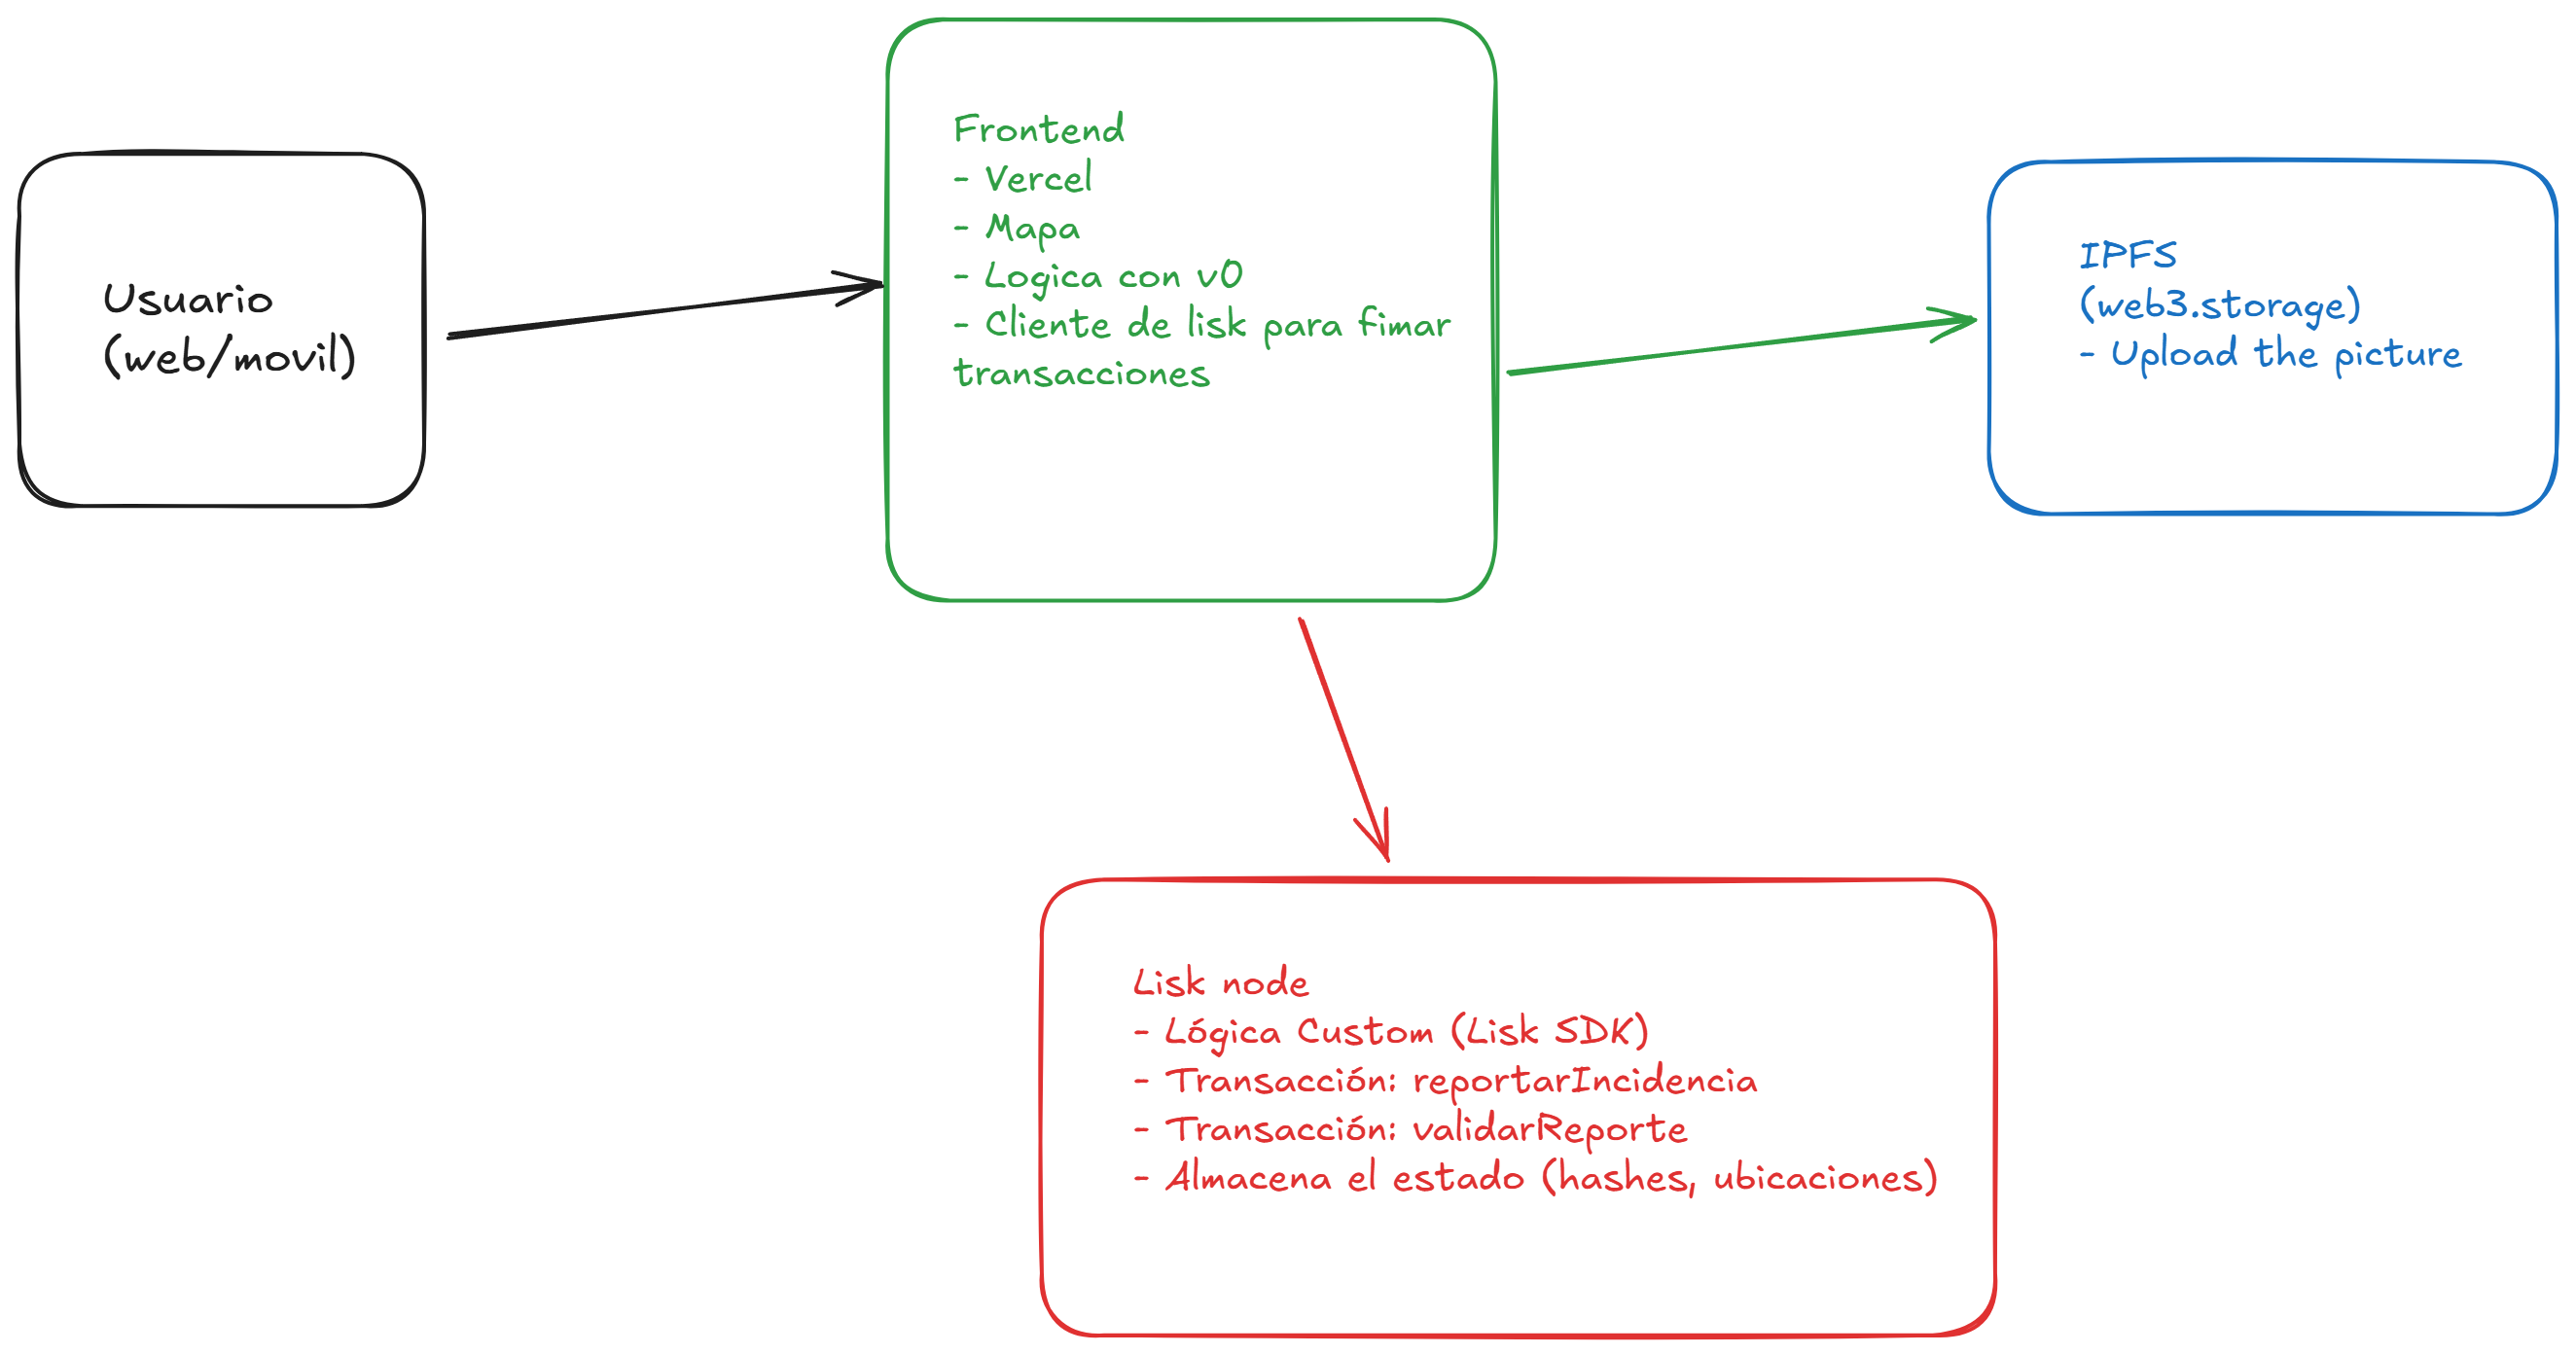 Usuario
(web/movil)
Frontend
- Vercel
- Mapa
- Logica con v0
- Cliente de lisk para fimar
transacciones
IPFS
(web3.storage)
- Upload the picture
Lisk node
- Lógica Custom (Lisk SDK)
- Transacción: reportarIncidencia
- Transacción: validarReporte
- Almacena el estado (hashes, ubicaciones)